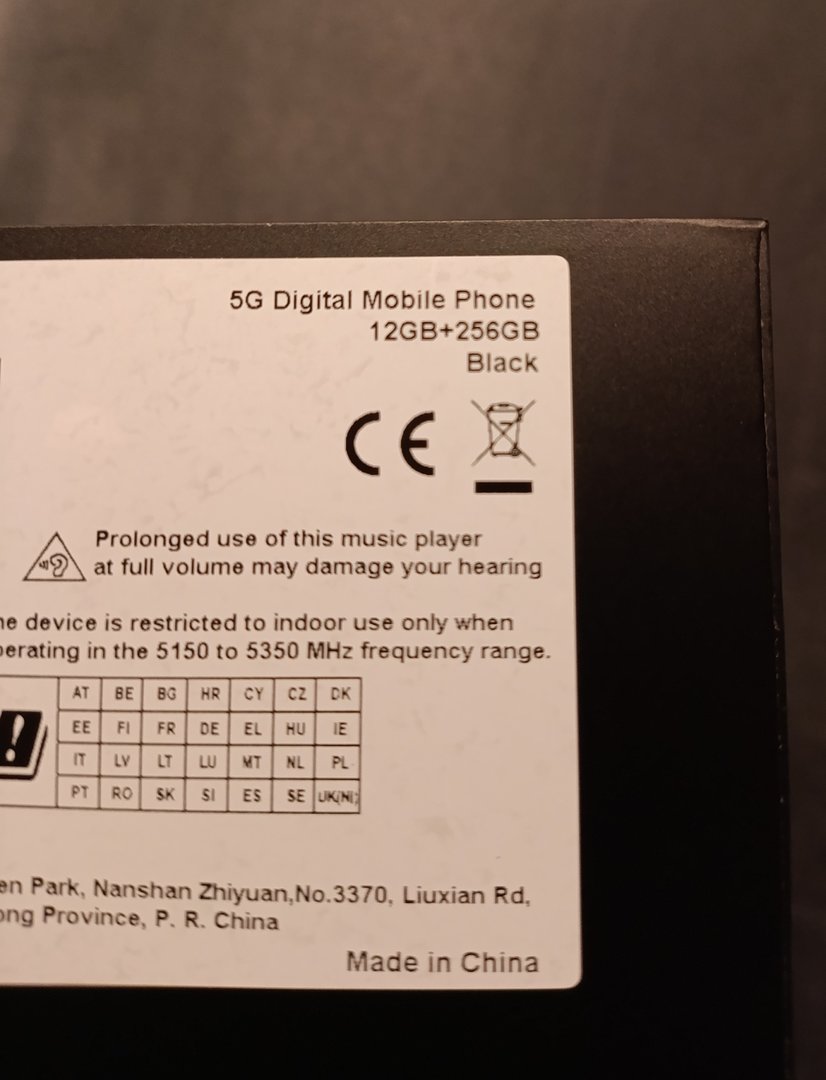 5G Digital Mobile Phone
12GB+256GB
Black
CE
Prolonged use of this music player
at full volume may damage your hearing
device is restricted to indoor use only when
in the 5150 to 5350 MHz frequency range.
AT BE BG HR CY CZ DK
EE FI FR DE EL HU IE
IT LV LT LU MT NL PL
PT RO SK SI ES SE UK(NI)
Park, Nanshan Zhiyuan,No.3370, Liuxian Rd,
Province, P. R. China
Made in China